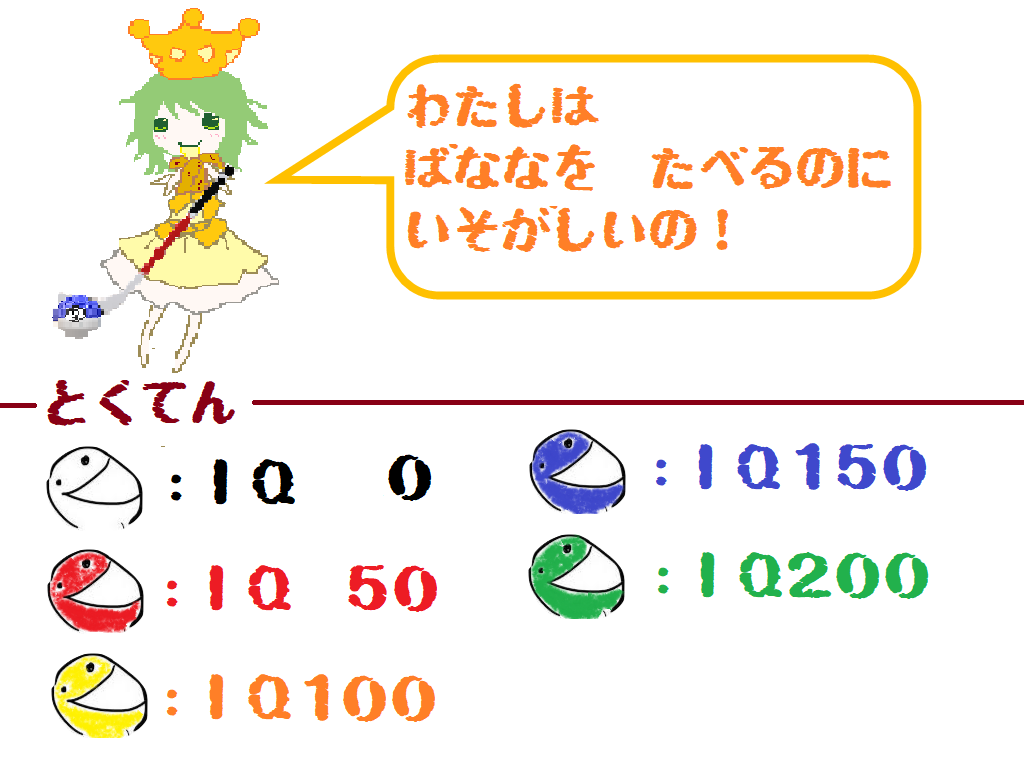 わたしは
ばななを　たべるのに
いそがしいの！
とくてん
：ＩＱ　　０
：ＩＱ　５０
：ＩＱ１００
：ＩＱ１５０
：ＩＱ２００